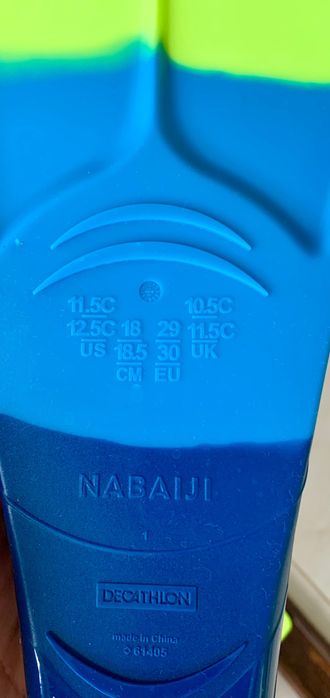 11.5C 10.5C
12.5C 18 29 11.5C
US 18.5 30 UK
CM EU
NABAIJI
1
DECATHLON
made in China
61405